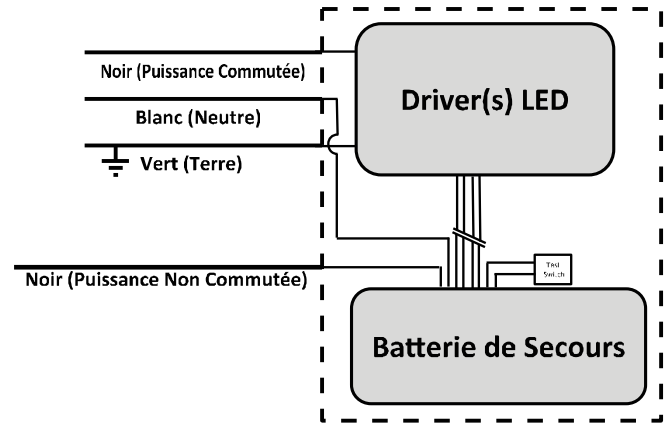 Noir (Puissance Commutée)
Driver(s) LED
Blanc (Neutre)
Vert (Terre)
Noir (Puissance Non Commutée)
Test
Switch
Batterie de Secours